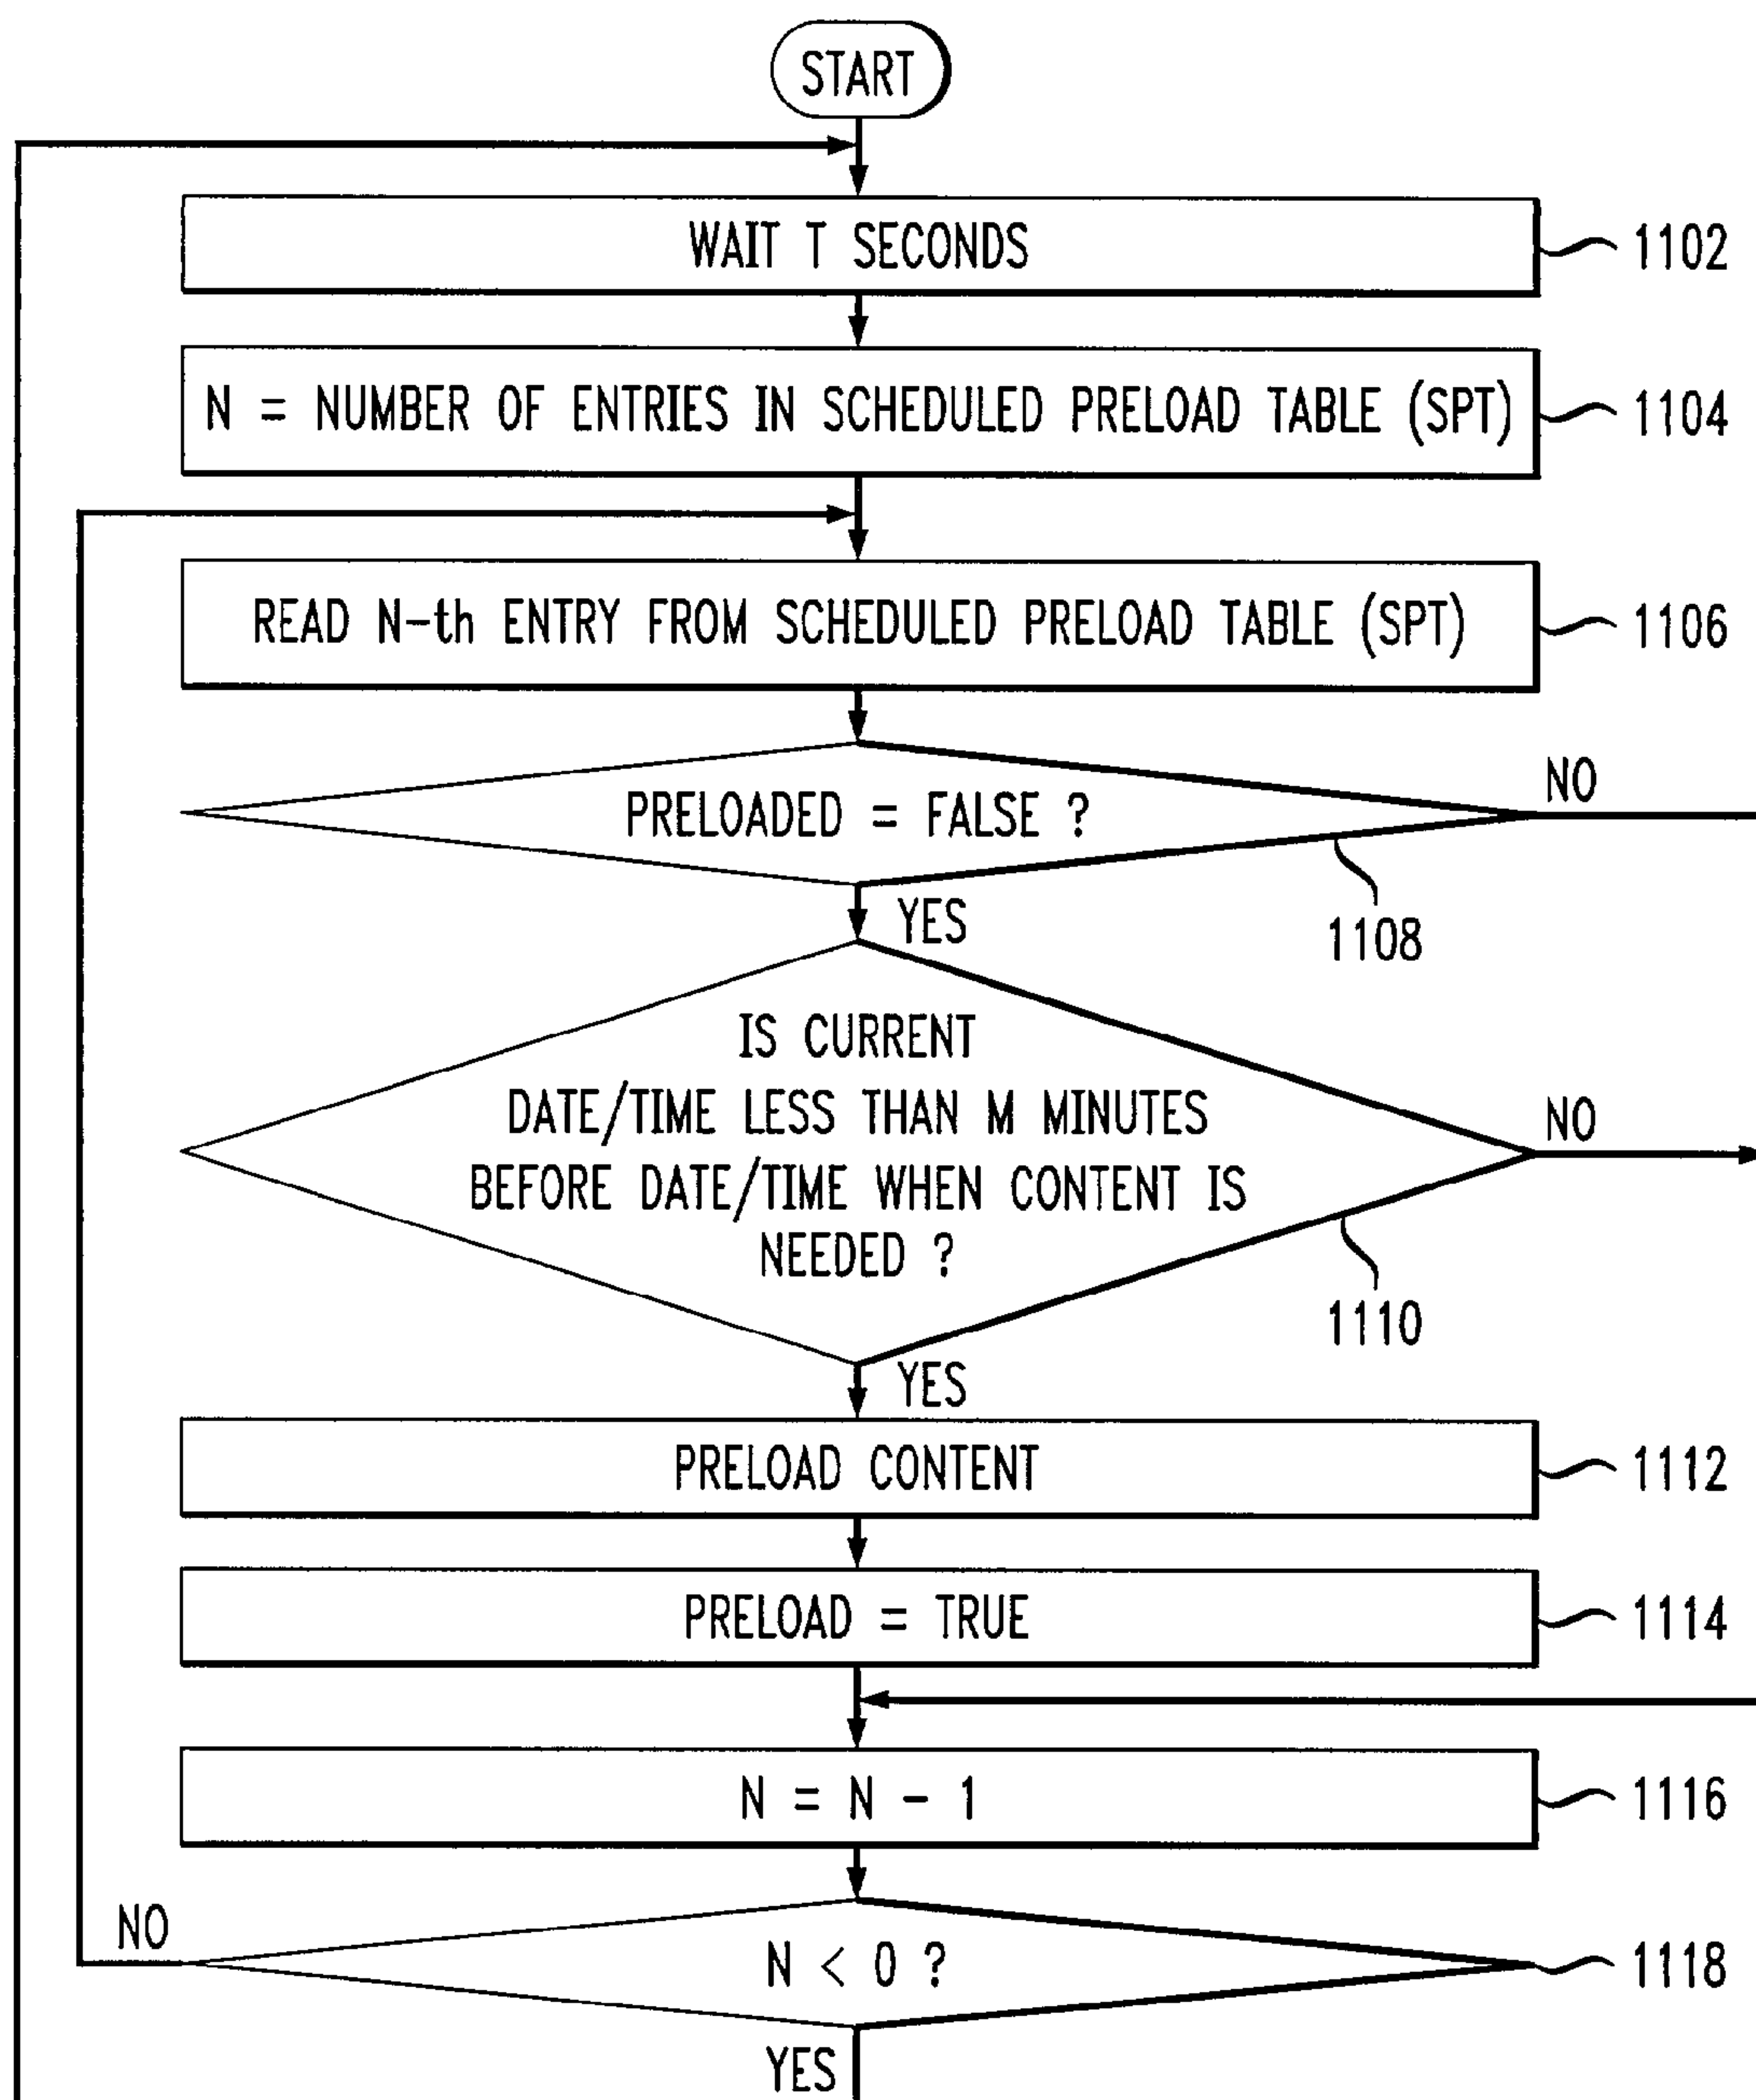 START
WAIT T SECONDS
1102
N = NUMBER OF ENTRIES IN SCHEDULED PRELOAD TABLE (SPT)
1104
READ N-th ENTRY FROM SCHEDULED PRELOAD TABLE (SPT)
1106
PRELOADED = FALSE ?
NO
1108
YES
IS CURRENT
DATE/TIME LESS THAN M MINUTES
BEFORE DATE/TIME WHEN CONTENT IS
NEEDED ?
NO
1110
YES
PRELOAD CONTENT
1112
PRELOAD = TRUE
1114
N = N - 1
1116
NO
N < 0 ?
1118
YES